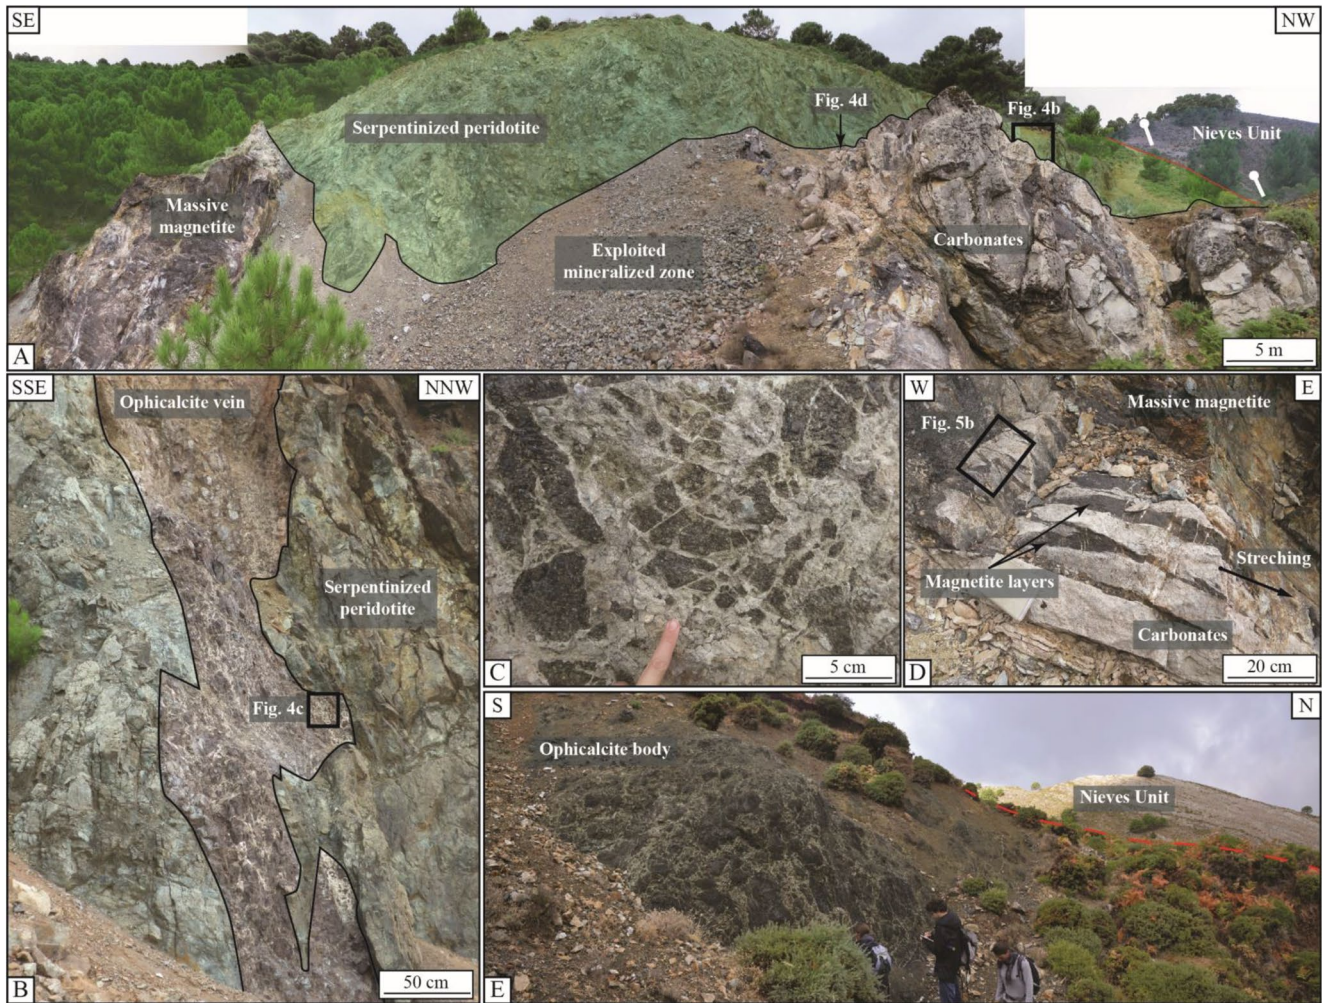 SE
NW
Fig. 4d
Fig. 4b
Serpentinized peridotite
Nieves Unit
Massive
magnetite
Exploited
mineralized zone
Carbonates
A
5 m
SSE
NNW
Ophicalcite vein
Serpentinized
peridotite
Fig. 4c
B
50 cm
C
5 cm
W
E
Massive magnetite
Fig. 5b
Streching
Magnetite layers
Carbonates
D
20 cm
S
N
Ophicalcite body
Nieves Unit
E